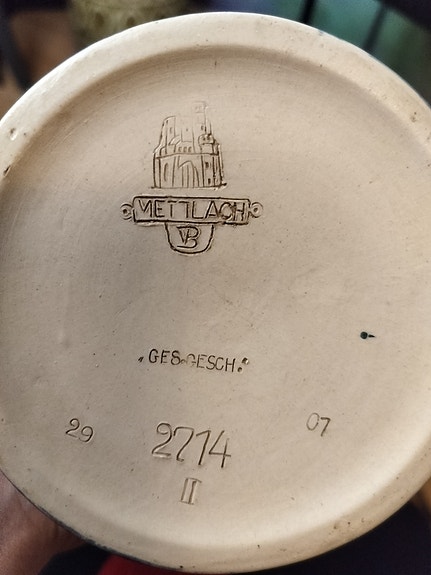 METTLACH
VB
"GES.GESCH."
29 2714 07
II